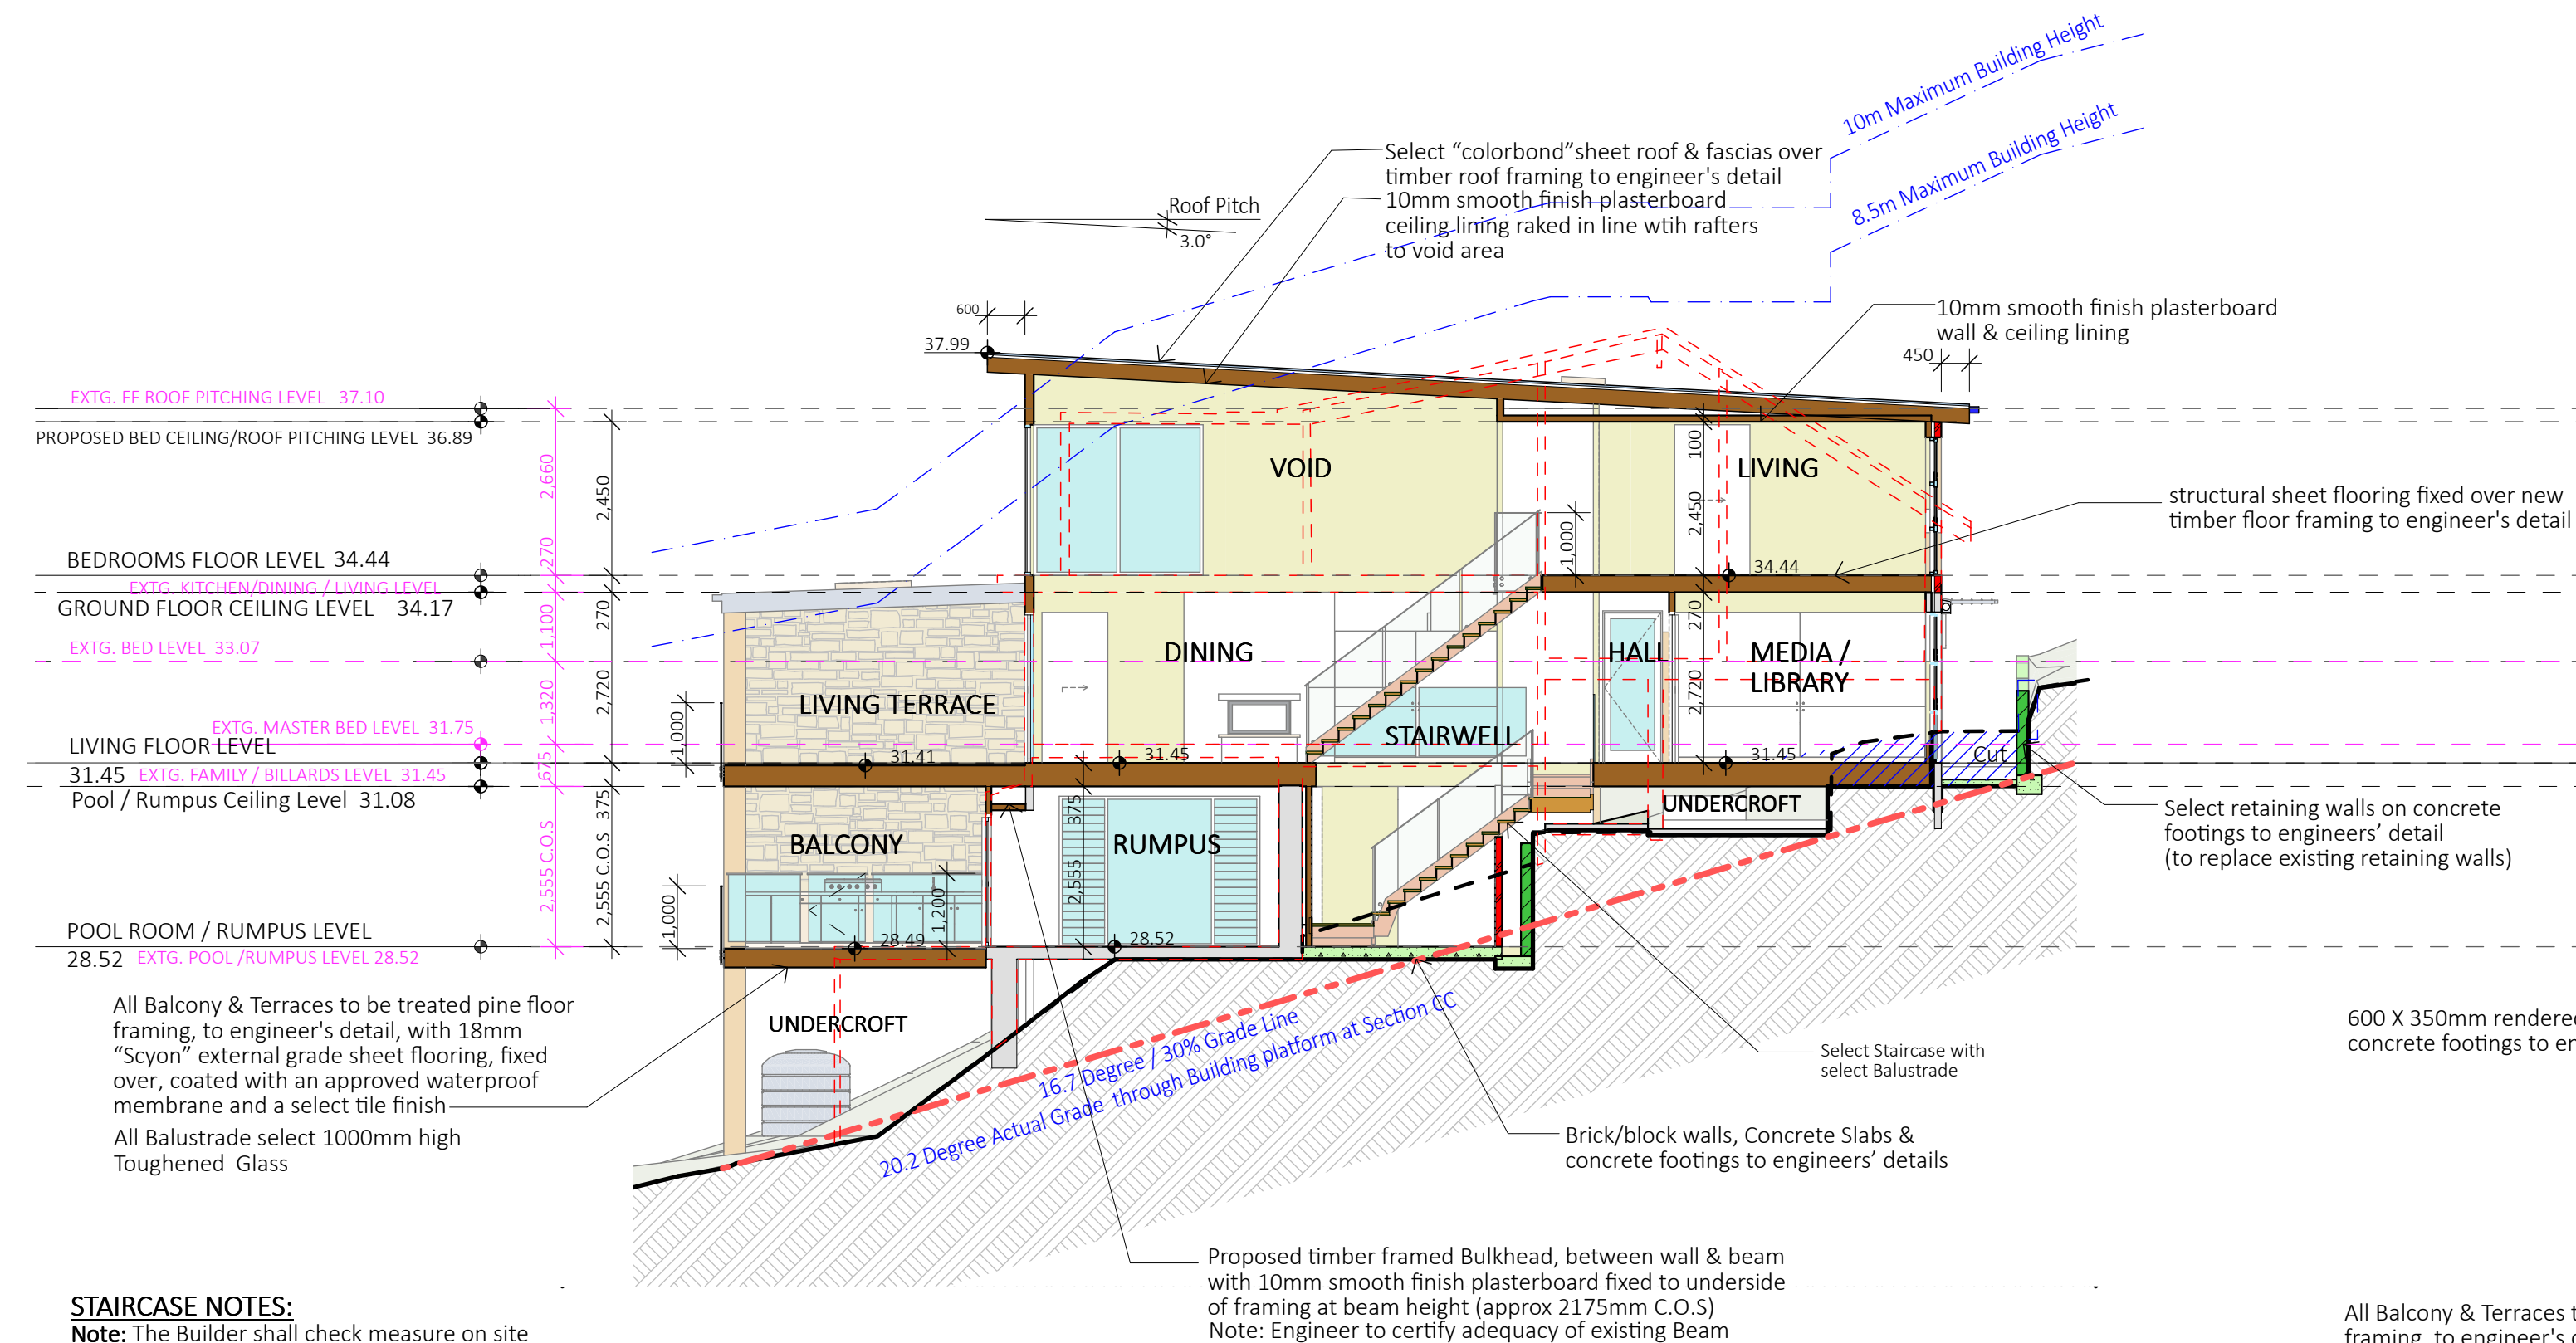 10m Maximum Building Height
8.5m Maximum Building Height
Select “colorbond”sheet roof & fascias over
timber roof framing to engineer's detail
10mm smooth finish plasterboard
ceiling lining raked in line wtih rafters
to void area
Roof Pitch
3.0°
600
37.99
10mm smooth finish plasterboard
wall & ceiling lining
450
EXTG. FF ROOF PITCHING LEVEL 37.10
PROPOSED BED CEILING/ROOF PITCHING LEVEL 36.89
2,660
2,450
100
2,450
VOID
LIVING
structural sheet flooring fixed over new
timber floor framing to engineer's detail
1,000
34.44
BEDROOMS FLOOR LEVEL 34.44
270
EXTG. KITCHEN/DINING / LIVING LEVEL
GROUND FLOOR CEILING LEVEL 34.17
270
270
1,100
EXTG. BED LEVEL 33.07
DINING
HALL
MEDIA /
LIBRARY
LIVING TERRACE
1,320
2,720
2,720
1,000
EXTG. MASTER BED LEVEL 31.75
STAIRWELL
LIVING FLOOR LEVEL
31.45 EXTG. FAMILY / BILLARDS LEVEL 31.45
675
31.41
31.45
31.45
Cut
Pool / Rumpus Ceiling Level 31.08
375
375
UNDERCROFT
Select retaining walls on concrete
footings to engineers’ detail
(to replace existing retaining walls)
BALCONY
RUMPUS
2,555 C.O.S
2,555 C.O.S
2,555
1,000
1,200
POOL ROOM / RUMPUS LEVEL
28.52 EXTG. POOL /RUMPUS LEVEL 28.52
28.49
28.52
All Balcony & Terraces to be treated pine floor
framing, to engineer's detail, with 18mm
“Scyon” external grade sheet flooring, fixed
over, coated with an approved waterproof
membrane and a select tile finish
All Balustrade select 1000mm high
Toughened Glass
UNDERCROFT
16.7 Degree / 30% Grade Line
20.2 Degree Actual Grade through Building platform at Section CC
Select Staircase with
select Balustrade
600 X 350mm rendered
concrete footings to en
Brick/block walls, Concrete Slabs &
concrete footings to engineers’ details
Proposed timber framed Bulkhead, between wall & beam
with 10mm smooth finish plasterboard fixed to underside
of framing at beam height (approx 2175mm C.O.S)
Note: Engineer to certify adequacy of existing Beam
STAIRCASE NOTES:
Note: The Builder shall check measure on site
All Balcony & Terraces t
framing, to engineer's d